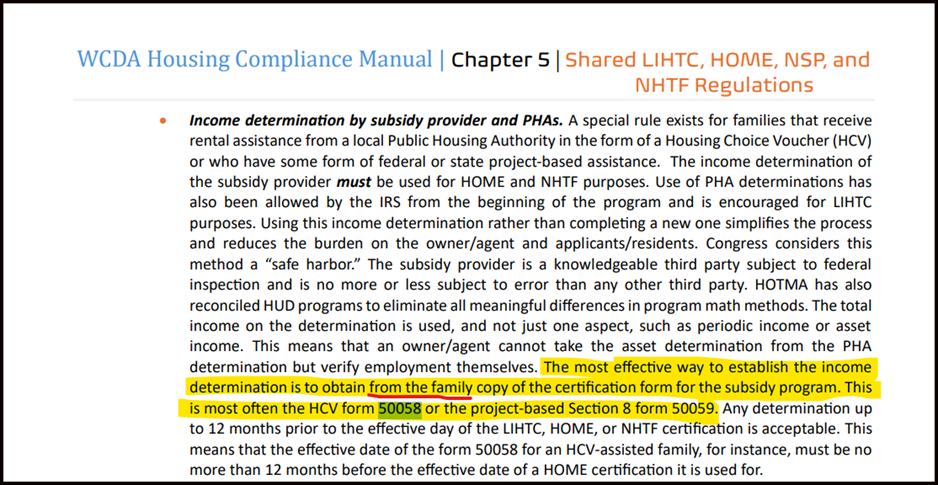 WCDA Housing Compliance Manual | Chapter 5 | Shared LIHTC, HOME, NSP, and
NHTF Regulations
• Income determination by subsidy provider and PHAs. A special rule exists for families that receive
rental assistance from a local Public Housing Authority in the form of a Housing Choice Voucher (HCV)
or who have some form of federal or state project-based assistance. The income determination of
the subsidy provider must be used for HOME and NHTF purposes. Use of PHA determinations has
also been allowed by the IRS from the beginning of the program and is encouraged for LIHTC
purposes. Using this income determination rather than completing a new one simplifies the process
and reduces the burden on the owner/agent and applicants/residents. Congress considers this
method a “safe harbor.” The subsidy provider is a knowledgeable third party subject to federal
inspection and is no more or less subject to error than any other third party. HOTMA has also
reconciled HUD programs to eliminate all meaningful differences in program math methods. The total
income on the determination is used, and not just one aspect, such as periodic income or asset
income. This means that an owner/agent cannot take the asset determination from the PHA
determination but verify employment themselves. The most effective way to establish the income
determination is to obtain from the family copy of the certification form for the subsidy program. This
is most often the HCV form 50058 or the project-based Section 8 form 50059. Any determination up
to 12 months prior to the effective day of the LIHTC, HOME, or NHTF certification is acceptable. This
means that the effective date of the form 50058 for an HCV-assisted family, for instance, must be no
more than 12 months before the effective date of a HOME certification it is used for.